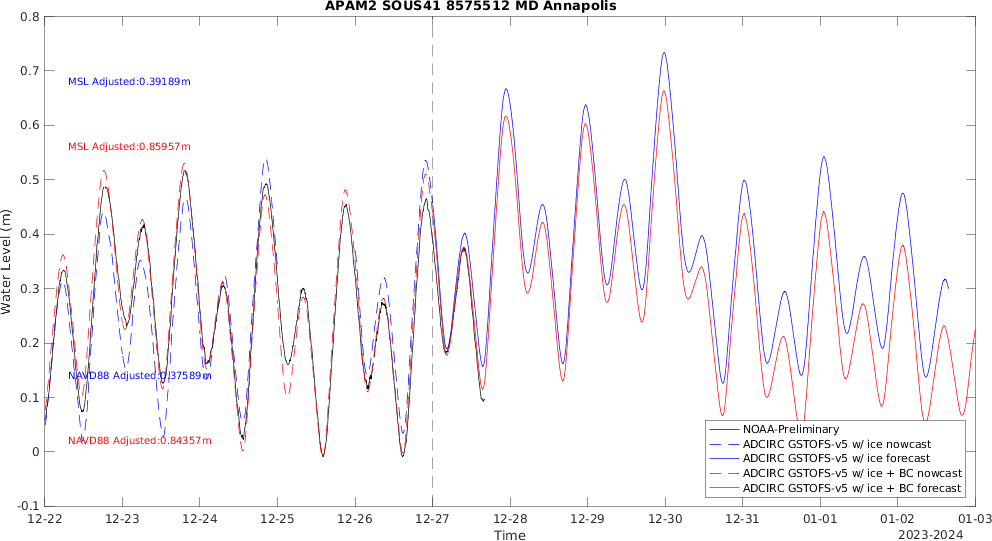 APAM2 SOUS41 8575512 MD Annapolis
0.8
0.7
0.6
0.5
0.4
0.3
0.2
0.1
0
-0.1
Water Level (m)
MSL Adjusted:0.39189m
MSL Adjusted:0.85957m
NAVD88 Adjusted:0.37589m
NAVD88 Adjusted:0.84357m
NOAA-Preliminary
ADCIRC GSTOFS-v5 w/ ice nowcast
ADCIRC GSTOFS-v5 w/ ice forecast
ADCIRC GSTOFS-v5 w/ ice + BC nowcast
ADCIRC GSTOFS-v5 w/ ice + BC forecast
12-22 12-23 12-24 12-25 12-26 12-27 12-28 12-29 12-30 12-31 01-01 01-02 01-03
Time
2023-2024